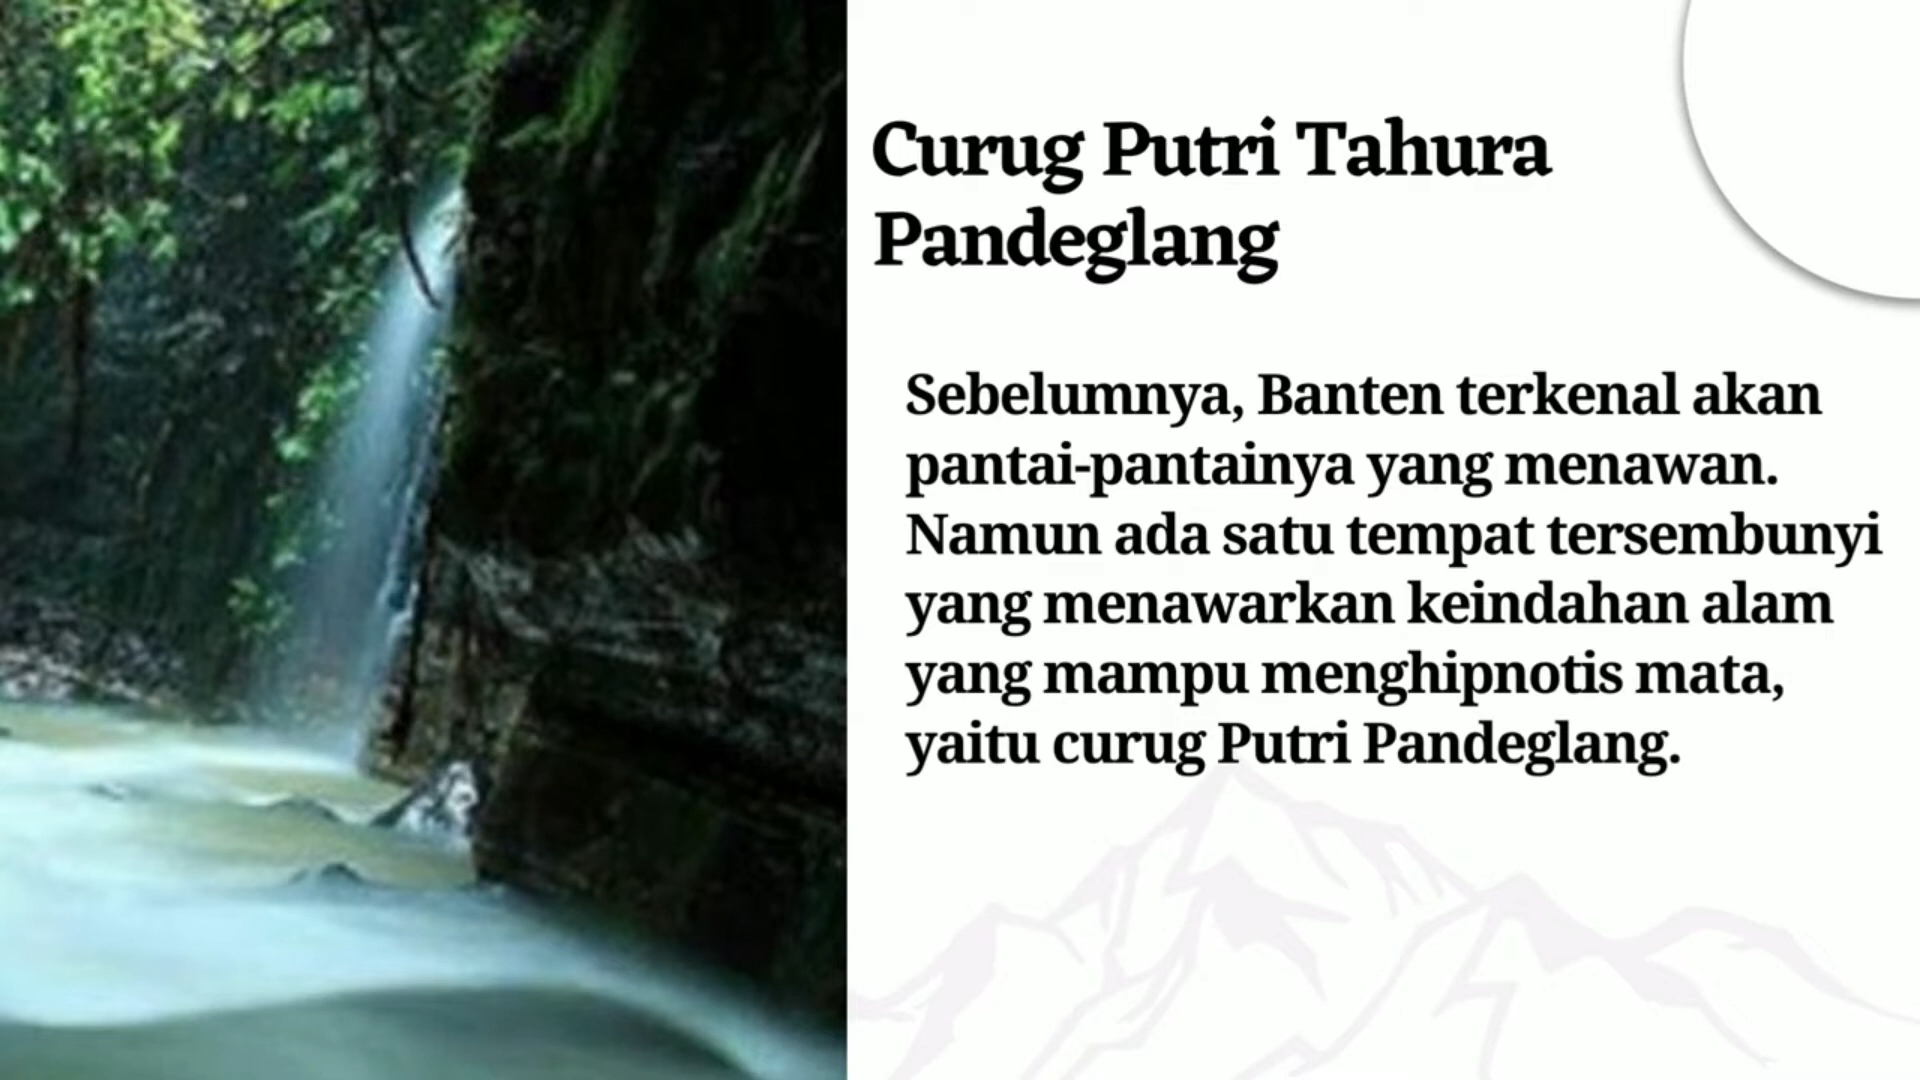 Curug Putri Tahura
Pandeglang
Sebelumnya, Banten terkenal akan
pantai-pantainya yang menawan.
Namun ada satu tempat tersembunyi
yang menawarkan keindahan alam
yang mampu menghipnotis mata,
yaitu curug Putri Pandeglang.